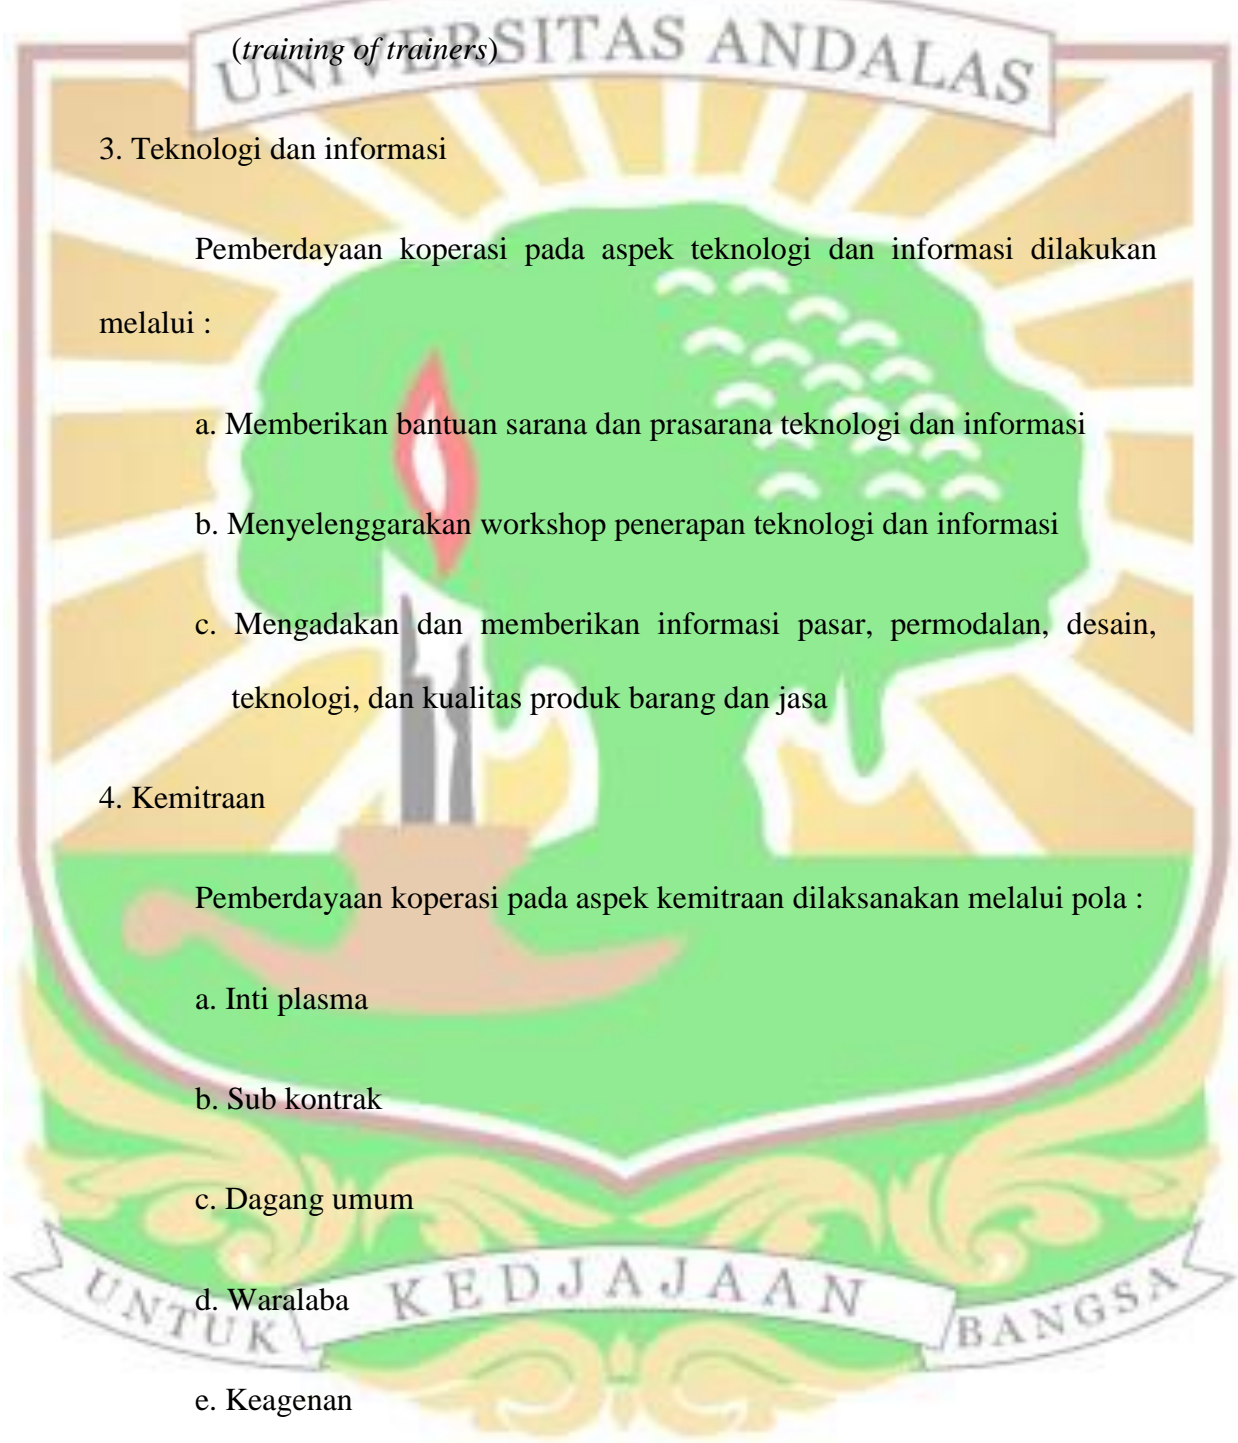 UNIVERSITAS ANDALAS
(training of trainers)
3. Teknologi dan informasi
Pemberdayaan koperasi pada aspek teknologi dan informasi dilakukan
melalui :
a. Memberikan bantuan sarana dan prasarana teknologi dan informasi
b. Menyelenggarakan workshop penerapan teknologi dan informasi
c. Mengadakan dan memberikan informasi pasar, permodalan, desain,
teknologi, dan kualitas produk barang dan jasa
4. Kemitraan
Pemberdayaan koperasi pada aspek kemitraan dilaksanakan melalui pola :
a. Inti plasma
b. Sub kontrak
c. Dagang umum
d. Waralaba
e. Keagenan
UNTUK KEDJAJAAN BANGSA